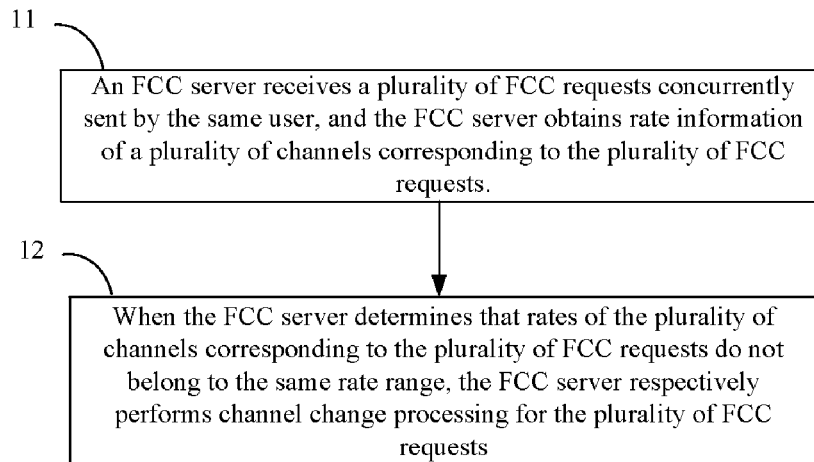 11
An FCC server receives a plurality of FCC requests concurrently
sent by the same user, and the FCC server obtains rate information
of a plurality of channels corresponding to the plurality of FCC
requests.
12
When the FCC server determines that rates of the plurality of
channels corresponding to the plurality of FCC requests do not
belong to the same rate range, the FCC server respectively
performs channel change processing for the plurality of FCC
requests